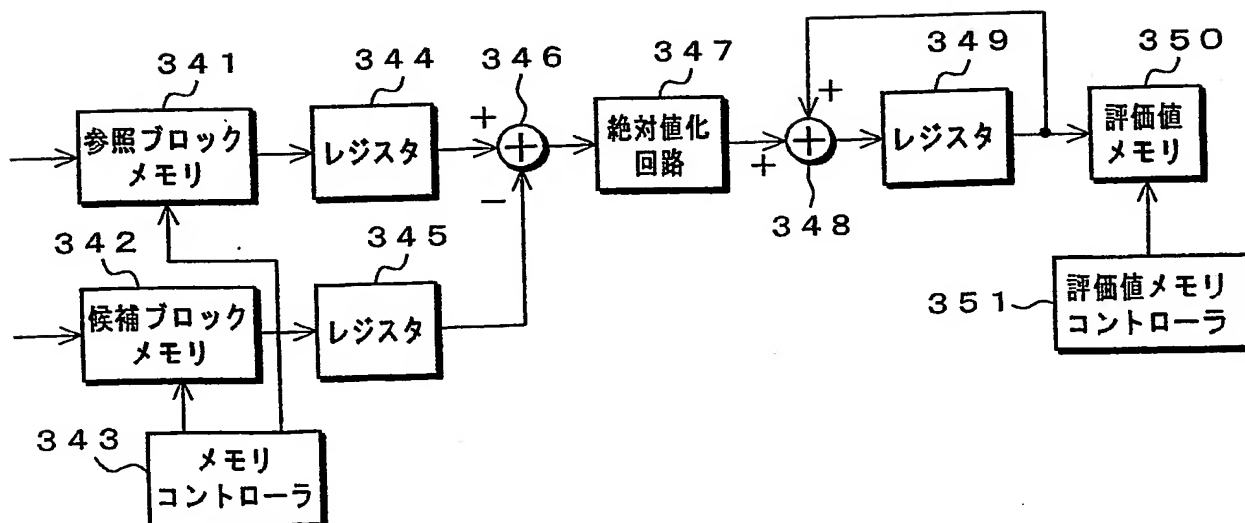 341
参照ブロック
メモリ
344
レジスタ
+
346
+
−
347
絶対値化
回路
+
+
+
348
349
レジスタ
350
評価値
メモリ
342
候補ブロック
メモリ
345
レジスタ
351
評価値メモリ
コントローラ
343
メモリ
コントローラ